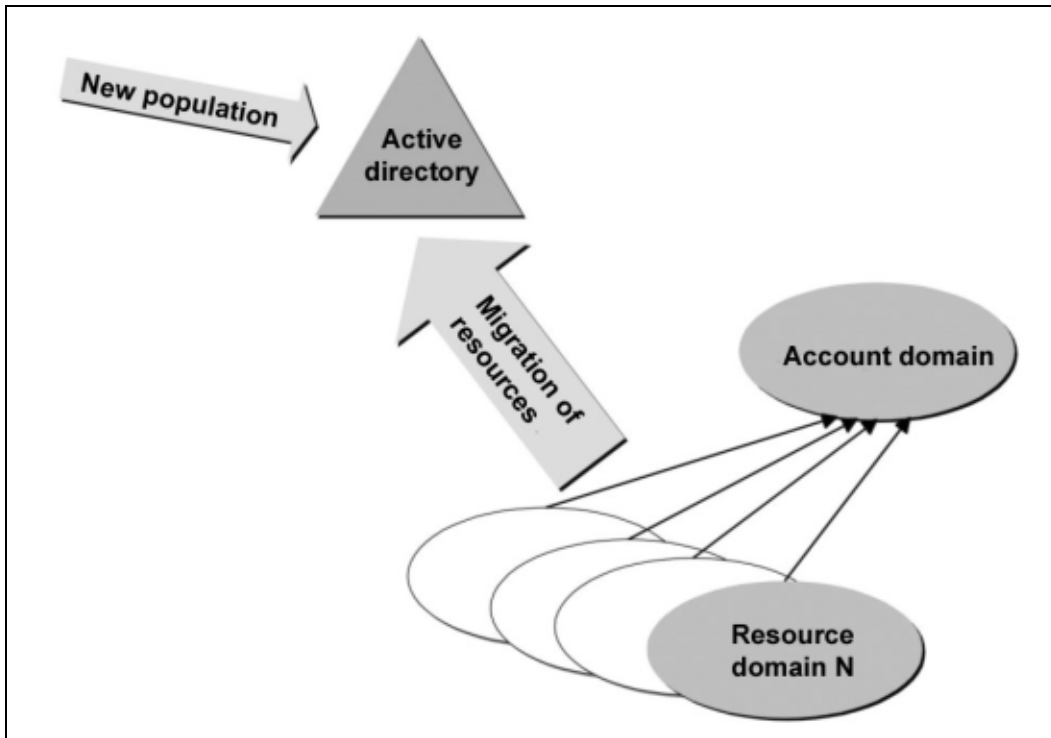 New population
Active
directory
Migration of
resources
Account domain
Resource
domain N